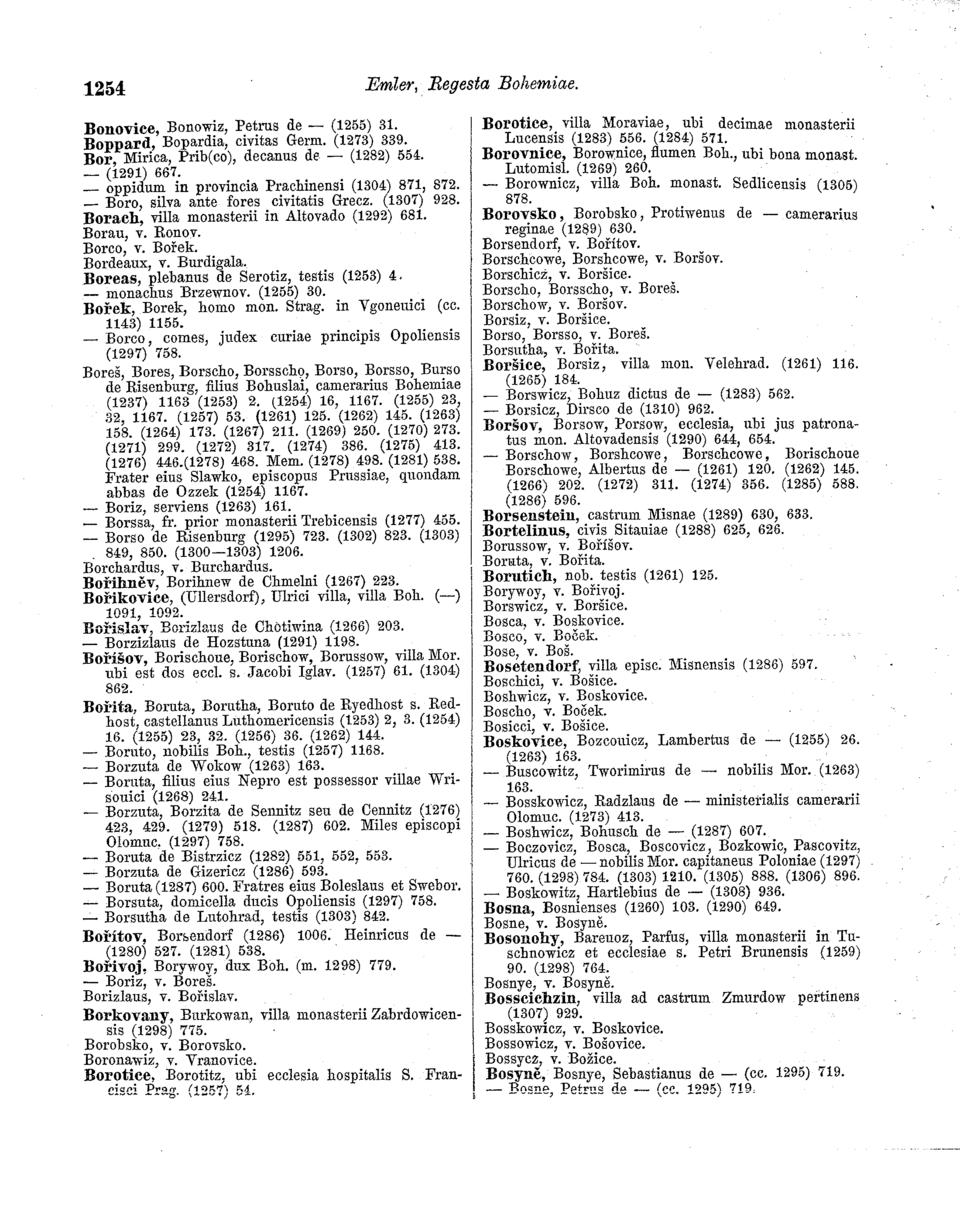 1254
Emler, Regesta Bohemiae.
Bonovice, Bonowiz, Petrus de — (1255) 31.
Boppard, Bopardia, civitas Germ. (1273) 339.
Bor, Mirica, Prib(co), decanus de — (1282) 554.
— (1291) 667.
— oppidum in provincia Prachinensi (1304) 871, 872.
— Boro, silva ante fores civitatis Grecz. (1307) 928.
Borach, villa monasterii in Altovado (1292) 681.
Borau, v. Ronov.
Borco, v. Bořek.
Bordeaux, v. Burdigala.
Boreas, plebanus de Serotiz, testis (1253) 4.
— monachus Brzewnov. (1255) 30.
Bořek, Borek, homo mon. Strag. in Vgoneuici (cc.
1143) 1155.
— Borco, comes, judex curiae principis Opoliensis
(1297) 758.
Boreš, Bores, Borscho, Borsscho, Borso, Borsso, Burso
de Risenburg, filius Bohuslai, camerarius Bohemiae
(1237) 1163 (1253) 2. (1254) 16, 1167. (1255) 23,
32, 1167. (1257) 53. (1261) 125. (1262) 145. (1263)
158. (1264) 173. (1267) 211. (1269) 250. (1270) 273.
(1271) 299. (1272) 317. (1274) 386. (1275) 413.
(1276) 446.(1278) 468. Mem. (1278) 498. (1281) 538.
Frater eius Slawko, episcopus Prussiae, quondam
abbas de Ozzek (1254) 1167.
— Boriz, serviens (1263) 161.
— Borssa, fr. prior monasterii Trebicensis (1277) 455.
— Borso de Risenburg (1295) 723. (1302) 823. (1303)
849, 850. (1300—1303) 1206.
Borchardus, v. Burchardus.
Bořihněv, Borihnew de Chmelni (1267) 223.
Bořikovice, (Ullersdorf), Ulrici villa, villa Boh. (—)
1091, 1092.
Bořislav, Borizlaus de Chotiwina (1266) 203.
— Borzizlaus de Hozstuna (1291) 1198.
Bořišov, Borischoue, Borischow, Borussow, villa Mor.
ubi est dos eccl. s. Jacobi Iglav. (1257) 61. (1304)
862.
Bořita, Boruta, Borutha, Boruto de Ryedhost s. Red-
host, castellanus Luthomericensis (1253) 2, 3. (1254)
16. (1255) 23, 32. (1256) 36. (1262) 144.
— Boruto, nobilis Boh., testis (1257) 1168.
— Borzuta de Wokow (1263) 163.
— Boruta, filius eius Nepro est possessor villae Wri-
souici (1268) 241.
— Borzuta, Borzita de Sennitz seu de Cennitz (1276)
423, 429. (1279) 518. (1287) 602. Miles episcopi
Olomuc. (1297) 758.
— Boruta de Bistrzicz (1282) 551, 552, 553.
— Borzuta de Gizericz (1286) 593.
— Boruta (1287) 600. Fratres eius Boleslaus et Swebor.
— Borsuta, domicella ducis Opoliensis (1297) 758.
— Borsutha de Lutohrad, testis (1303) 842.
Bořitov, Borsendorf (1286) 1006. Heinricus de —
(1280) 527. (1281) 538.
Bořivoj, Borywoy, dux Boh. (m. 1298) 779.
— Boriz, v. Boreš.
Borizlaus, v. Bořislav.
Borkovany, Burkowan, villa monasterii Zabrdowicen-
sis (1298) 775.
Borobsko, v. Borovsko.
Boronawiz, v. Vranovice.
Borotice, Borotitz, ubi ecclesia hospitalis S. Fran-
cisci Prag. (1257) 54.
Borotice, villa Moraviae, ubi decimae monasterii
Lucensis (1283) 556. (1284) 571.
Borovnice, Borownice, flumen Boh., ubi bona monast.
Lutomisl. (1269) 260.
— Borownicz, villa Boh. monast. Sedlicensis (1305)
878.
Borovsko, Borobsko, Protiwenus de — camerarius
reginae (1289) 630.
Borsendorf, v. Bořitov.
Borschcowe, Borshcowe, v. Boršov.
Borschicz, v. Boršice.
Borscho, Borsscho, v. Boreš.
Borschow, v. Boršov.
Borsiz, v. Boršice.
Borso, Borsso, v. Boreš.
Borsutha, v. Bořita.
Boršice, Borsiz, villa mon. Velehrad. (1261) 116.
(1265) 184.
— Borswicz, Bohuz dictus de — (1283) 562.
— Borsicz, Dirsco de (1310) 962.
Boršov, Borsow, Porsow, ecclesia, ubi jus patrona-
tus mon. Altovadensis (1290) 644, 654.
— Borschow, Borshcowe, Borschcowe, Borischoue
Borschowe, Albertus de — (1261) 120. (1262) 145.
(1266) 202. (1272) 311. (1274) 356. (1285) 588.
(1286) 596.
Borsenstein, castrum Misnae (1289) 630, 633.
Bortelinus, civis Sitauiae (1288) 625, 626.
Borussow, v. Boříšov.
Boruta, v. Bořita.
Borutich, nob. testis (1261) 125.
Borywoy, v. Bořivoj.
Borswicz, v. Boršice.
Bosca, v. Boskovice.
Bosco, v. Boček.
Bose, v. Boš.
Bosetendorf, villa episc. Misnensis (1286) 597.
Boschici, v. Bošice.
Boshwicz, v. Boskovice.
Boscho, v. Boček.
Bosicci, v. Bošice.
Boskovice, Bozcouicz, Lambertus de — (1255) 26.
(1263) 163.
— Buscowitz, Tworimirus de — nobilis Mor. (1263)
163.
— Bosskowicz, Radzlaus de — ministerialis camerarii
Olomuc. (1273) 413.
— Boshwicz, Bohusch de — (1287) 607.
— Boczovicz, Bosca, Boscovicz, Bozkowic, Pascovitz,
Ulricus de — nobilis Mor. capitaneus Poloniae (1297)
760. (1298) 784. (1303) 1210. (1305) 888. (1306) 896.
— Boskowitz, Hartlebius de — (1308) 936.
Bosna, Bosnienses (1260) 103. (1290) 649.
Bosne, v. Bosyně.
Bosonohy, Bareuoz, Parfus, villa monasterii in Tu-
schnowicz et ecclesiae s. Petri Brunensis (1259)
90. (1298) 764.
Bosnye, v. Bosyně.
Bosscichzin, villa ad castrum Zmurdow pertinens
(1307) 929.
Bosskowicz, v. Boskovice.
Bossowicz, v. Bošovice.
Bossycz, v. Božice.
Bosyně, Bosnye, Sebastianus de — (cc. 1295) 719.
— Bosne, Petrus de — (cc. 1295) 719.